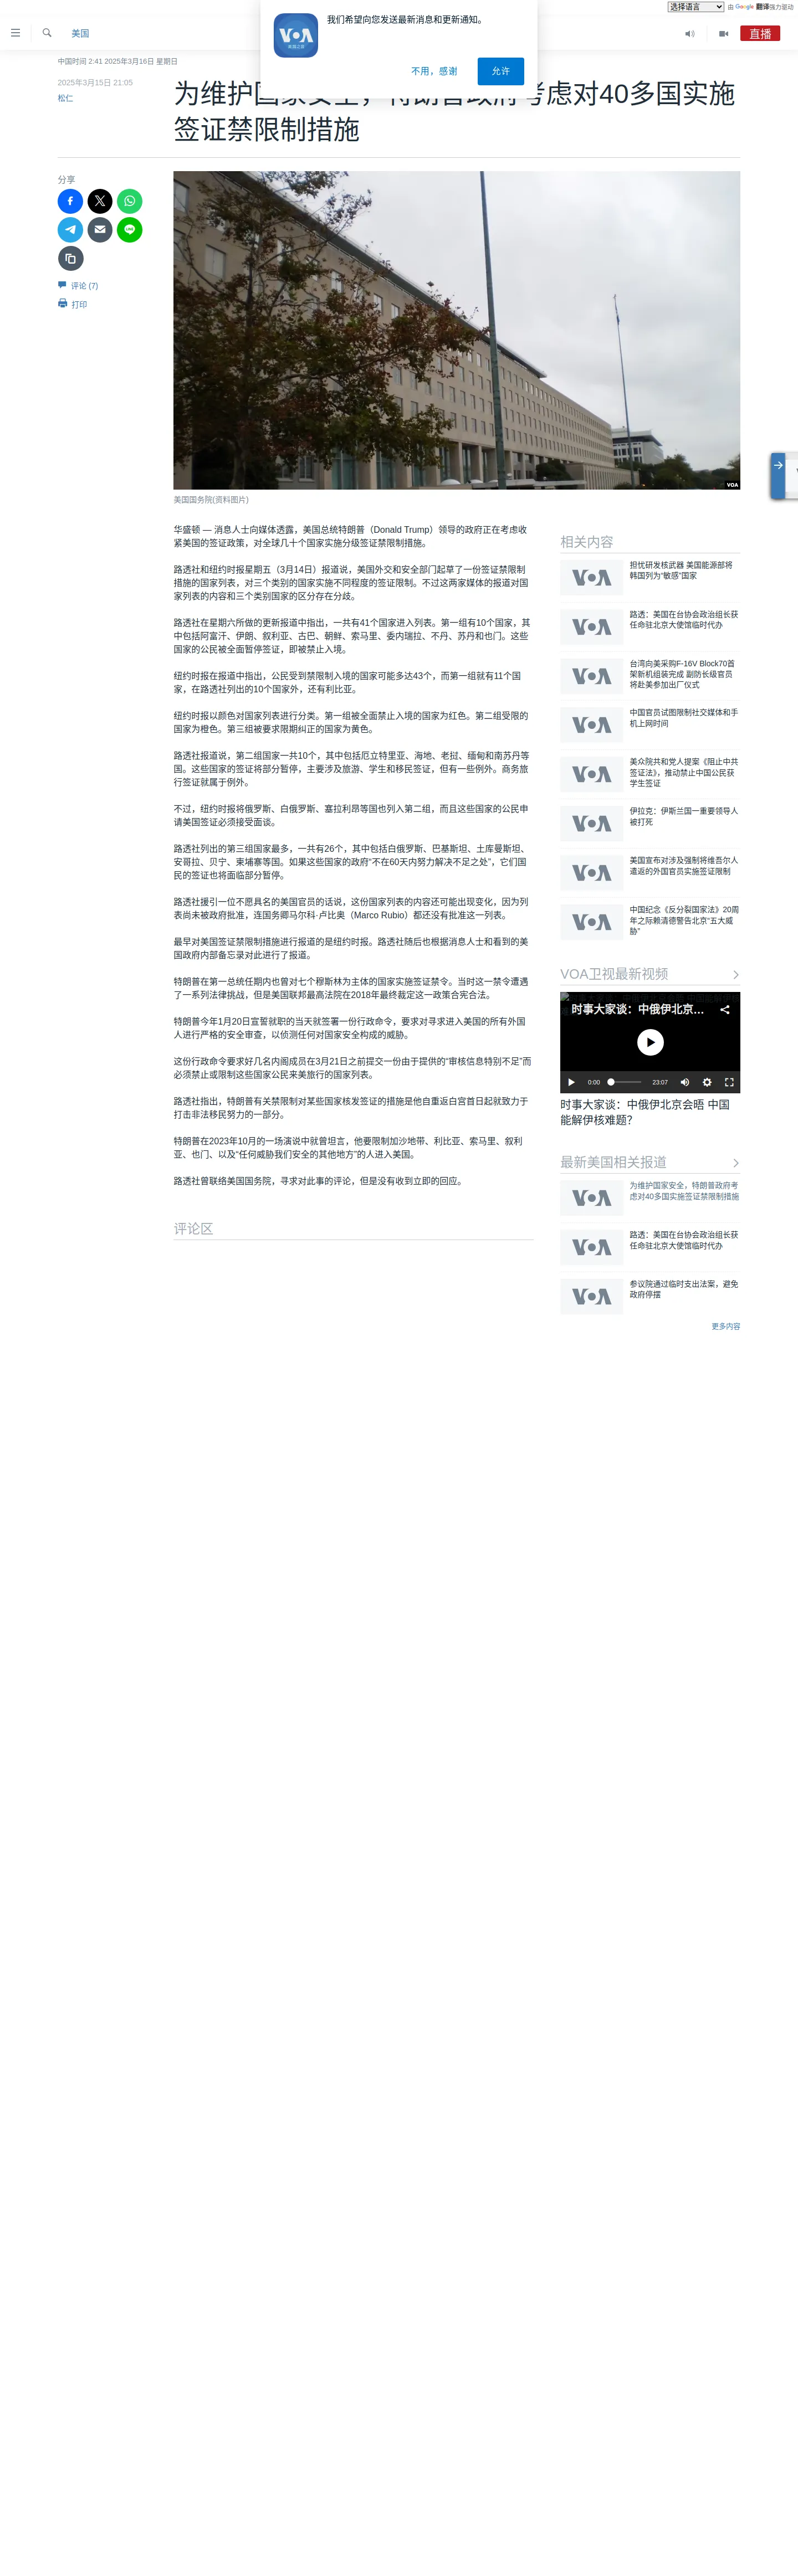 选择语言
由 Google 翻译强力驱动
我们希望向您发送最新消息和更新通知。
VOA
美国之音
不用，感谢
允许
美国
直播
中国时间 2:41 2025年3月16日 星期日
2025年3月15日 21:05
松仁
为维护国家安全，特朗普政府考虑对40多国实施
签证禁限制措施
分享
评论 (7)
打印
VOA
美国国务院(资料图片)
华盛顿 — 消息人士向媒体透露，美国总统特朗普（Donald Trump）领导的政府正在考虑收
紧美国的签证政策，对全球几十个国家实施分级签证禁限制措施。
路透社和纽约时报星期五（3月14日）报道说，美国外交和安全部门起草了一份签证禁限制
措施的国家列表，对三个类别的国家实施不同程度的签证限制。不过这两家媒体的报道对国
家列表的内容和三个类别国家的区分存在分歧。
路透社在星期六所做的更新报道中指出，一共有41个国家进入列表。第一组有10个国家，其
中包括阿富汗、伊朗、叙利亚、古巴、朝鲜、索马里、委内瑞拉、不丹、苏丹和也门。这些
国家的公民被全面暂停签证，即被禁止入境。
纽约时报在报道中指出，公民受到禁限制入境的国家可能多达43个，而第一组就有11个国
家，在路透社列出的10个国家外，还有利比亚。
纽约时报以颜色对国家列表进行分类。第一组被全面禁止入境的国家为红色。第二组受限的
国家为橙色。第三组被要求限期纠正的国家为黄色。
路透社报道说，第二组国家一共10个，其中包括厄立特里亚、海地、老挝、缅甸和南苏丹等
国。这些国家的签证将部分暂停，主要涉及旅游、学生和移民签证，但有一些例外。商务旅
行签证就属于例外。
不过，纽约时报将俄罗斯、白俄罗斯、塞拉利昂等国也列入第二组，而且这些国家的公民申
请美国签证必须接受面谈。
路透社列出的第三组国家最多，一共有26个，其中包括白俄罗斯、巴基斯坦、土库曼斯坦、
安哥拉、贝宁、柬埔寨等国。如果这些国家的政府“不在60天内努力解决不足之处”，它们国
民的签证也将面临部分暂停。
路透社援引一位不愿具名的美国官员的话说，这份国家列表的内容还可能出现变化，因为列
表尚未被政府批准，连国务卿马尔科·卢比奥（Marco Rubio）都还没有批准这一列表。
最早对美国签证禁限制措施进行报道的是纽约时报。路透社随后也根据消息人士和看到的美
国政府内部备忘录对此进行了报道。
特朗普在第一总统任期内也曾对七个穆斯林为主体的国家实施签证禁令。当时这一禁令遭遇
了一系列法律挑战，但是美国联邦最高法院在2018年最终裁定这一政策合宪合法。
特朗普今年1月20日宣誓就职的当天就签署一份行政命令，要求对寻求进入美国的所有外国
人进行严格的安全审查，以侦测任何对国家安全构成的威胁。
这份行政命令要求好几名内阁成员在3月21日之前提交一份由于提供的“审核信息特别不足”而
必须禁止或限制这些国家公民来美旅行的国家列表。
路透社指出，特朗普有关禁限制对某些国家核发签证的措施是他自重返白宫首日起就致力于
打击非法移民努力的一部分。
特朗普在2023年10月的一场演说中就曾坦言，他要限制加沙地带、利比亚、索马里、叙利
亚、也门、以及“任何威胁我们安全的其他地方”的人进入美国。
路透社曾联络美国国务院，寻求对此事的评论，但是没有收到立即的回应。
评论区
相关内容
VOA
担忧研发核武器 美国能源部将
韩国列为“敏感”国家
VOA
路透：美国在台协会政治组长获
任命驻北京大使馆临时代办
VOA
台湾向美采购F-16V Block70首
架新机组装完成 副防长级官员
将赴美参加出厂仪式
VOA
中国官员试图限制社交媒体和手
机上网时间
VOA
美众院共和党人提案《阻止中共
签证法》，推动禁止中国公民获
学生签证
VOA
伊拉克：伊斯兰国一重要领导人
被打死
VOA
美国宣布对涉及强制将维吾尔人
遣返的外国官员实施签证限制
VOA
中国纪念《反分裂国家法》20周
年之际赖清德警告北京“五大威
胁”
VOA卫视最新视频
时事大家谈：中俄伊北京...
0:00
23:07
时事大家谈：中俄伊北京会晤 中国
能解伊核难题？
最新美国相关报道
VOA
为维护国家安全，特朗普政府考
虑对40多国实施签证禁限制措施
VOA
路透：美国在台协会政治组长获
任命驻北京大使馆临时代办
VOA
参议院通过临时支出法案，避免
政府停摆
更多内容